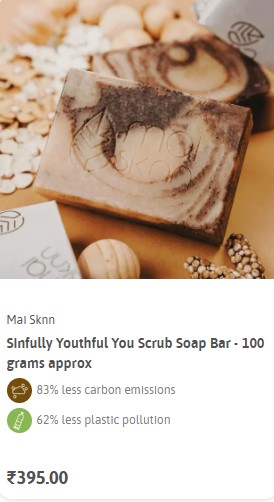 Mai Sknn
Sinfully Youthful You Scrub Soap Bar - 100
grams approx
83% less carbon emissions
62% less plastic pollution
₹395.00